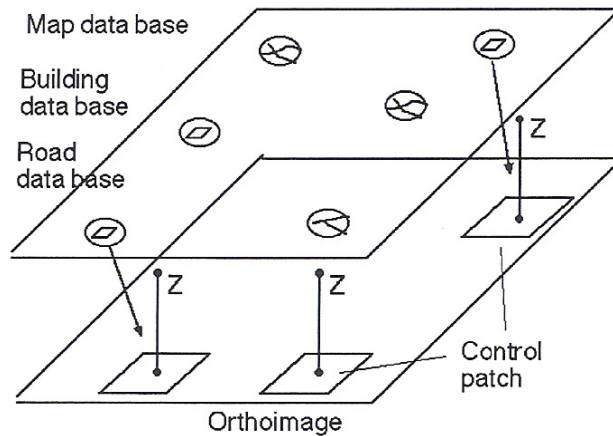 Map data base
Building
data base
Road
data base
Z
Z
Z
Control
patch
Orthoimage